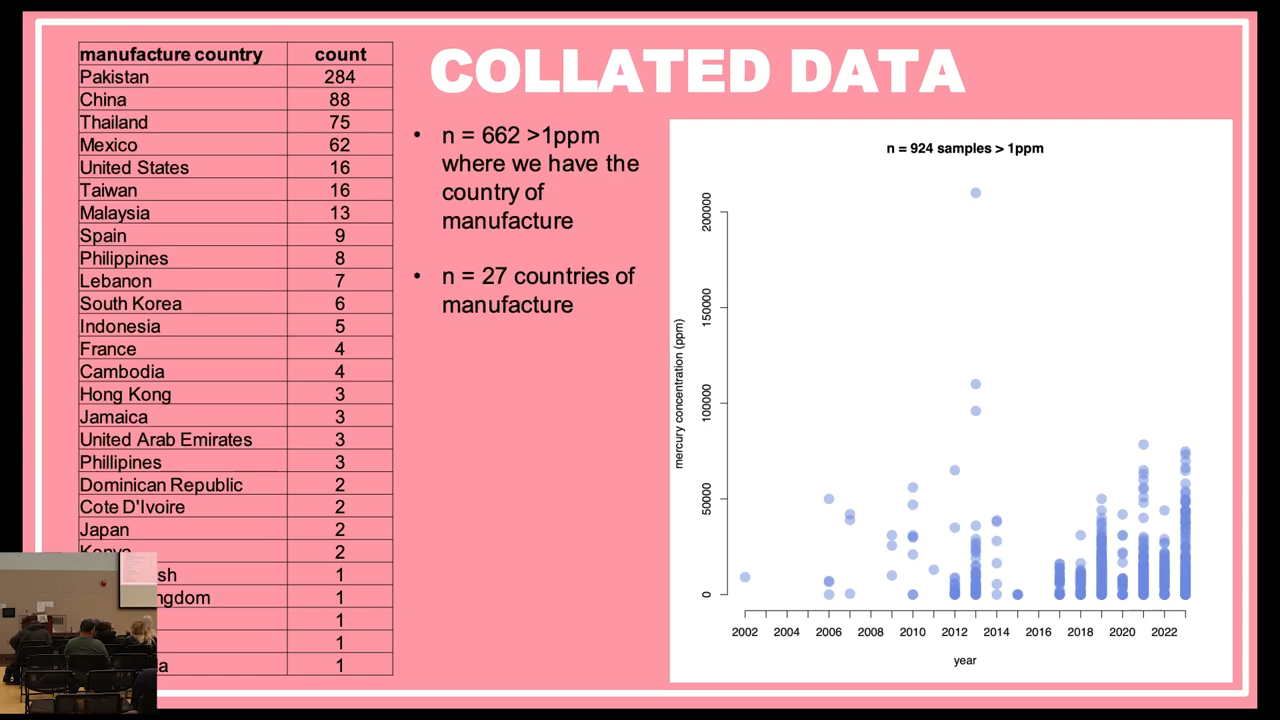 COLLATED DATA
manufacture country count
Pakistan 284
China 88
Thailand 75
Mexico 62
United States 16
Taiwan 16
Malaysia 13
Spain 9
Philippines 8
Lebanon 7
South Korea 6
Indonesia 5
France 4
Cambodia 4
Hong Kong 3
Jamaica 3
United Arab Emirates 3
Phillipines 3
Dominican Republic 2
Cote D'Ivoire 2
Japan 2
Kenya 2
sh 1
ngdom 1
1
1
a 1
• n = 662 >1ppm
where we have the
country of
manufacture
• n = 27 countries of
manufacture
n = 924 samples > 1ppm
mercury concentration (ppm)
200000
150000
100000
50000
0
2002 2004 2006 2008 2010 2012 2014 2016 2018 2020 2022
year